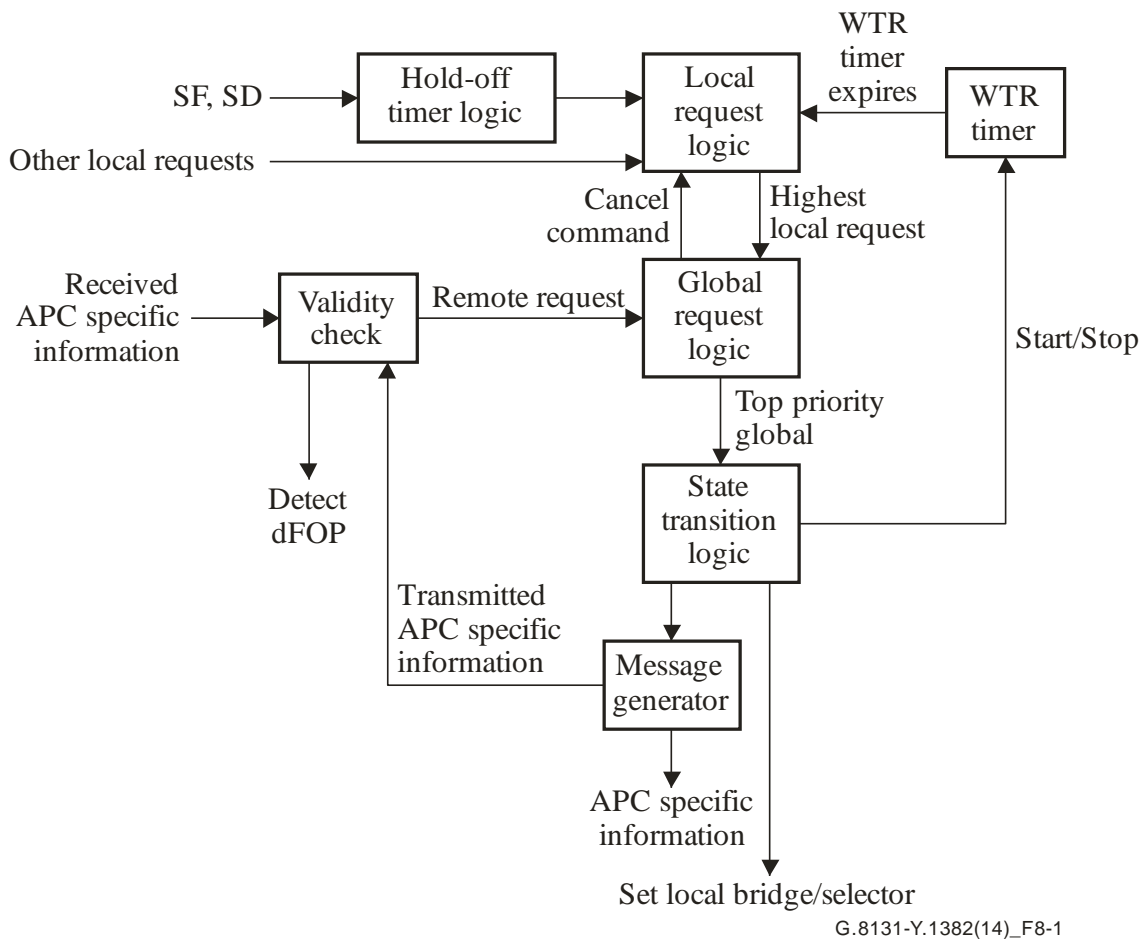 WTR
timer
expires
Hold-off
timer logic
Local
request
logic
WTR
timer
SF, SD
Other local requests
Cancel
command
Highest
local request
Received
APC specific
information
Validity
check
Remote request
Global
request
logic
Start/Stop
Top priority
global
Detect
dFOP
State
transition
logic
Transmitted
APC specific
information
Message
generator
APC specific
information
Set local bridge/selector
G.8131-Y.1382(14)_F8-1